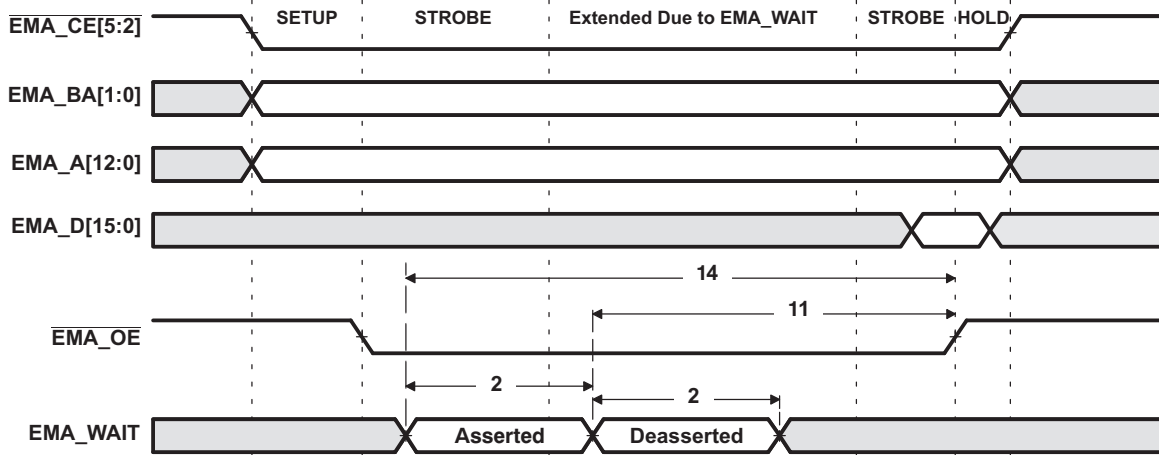 EMA_CE[5:2] SETUP STROBE Extended Due to EMA_WAIT STROBE HOLD
EMA_BA[1:0]
EMA_A[12:0]
EMA_D[15:0]
14
11
EMA_OE
2
2
EMA_WAIT Asserted Deasserted